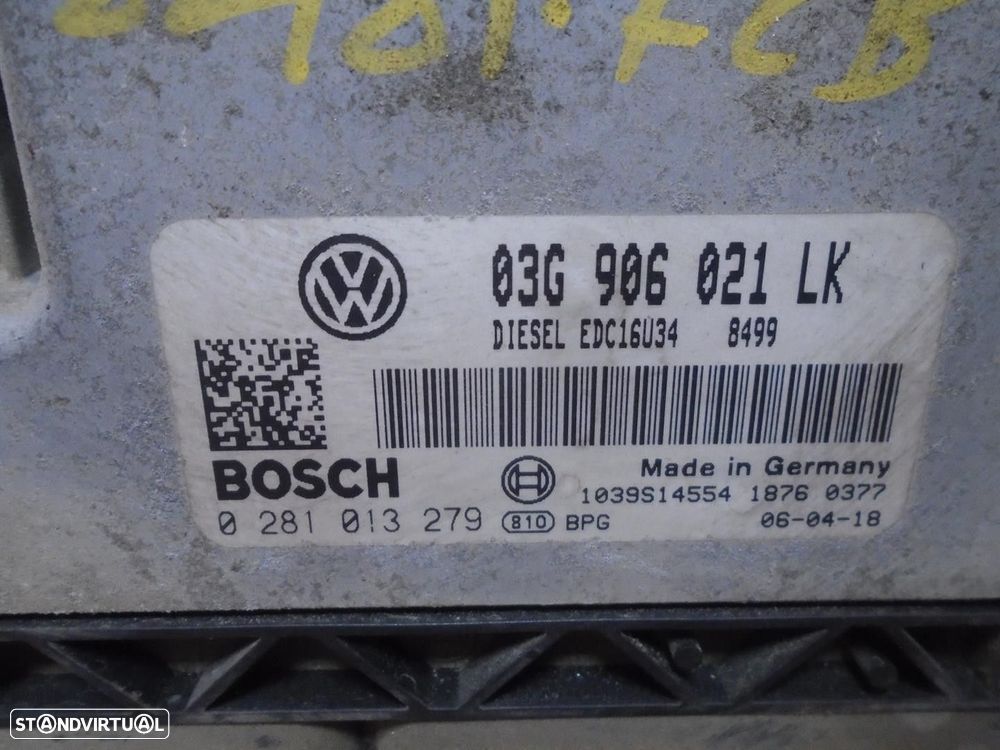 03G 906 021 LK
DIESEL EDC16U34 8499
BOSCH
Made in Germany
1039S14554 1876 0377
0 281 013 279 810 BPG
06-04-18
STANDVIRTUAL